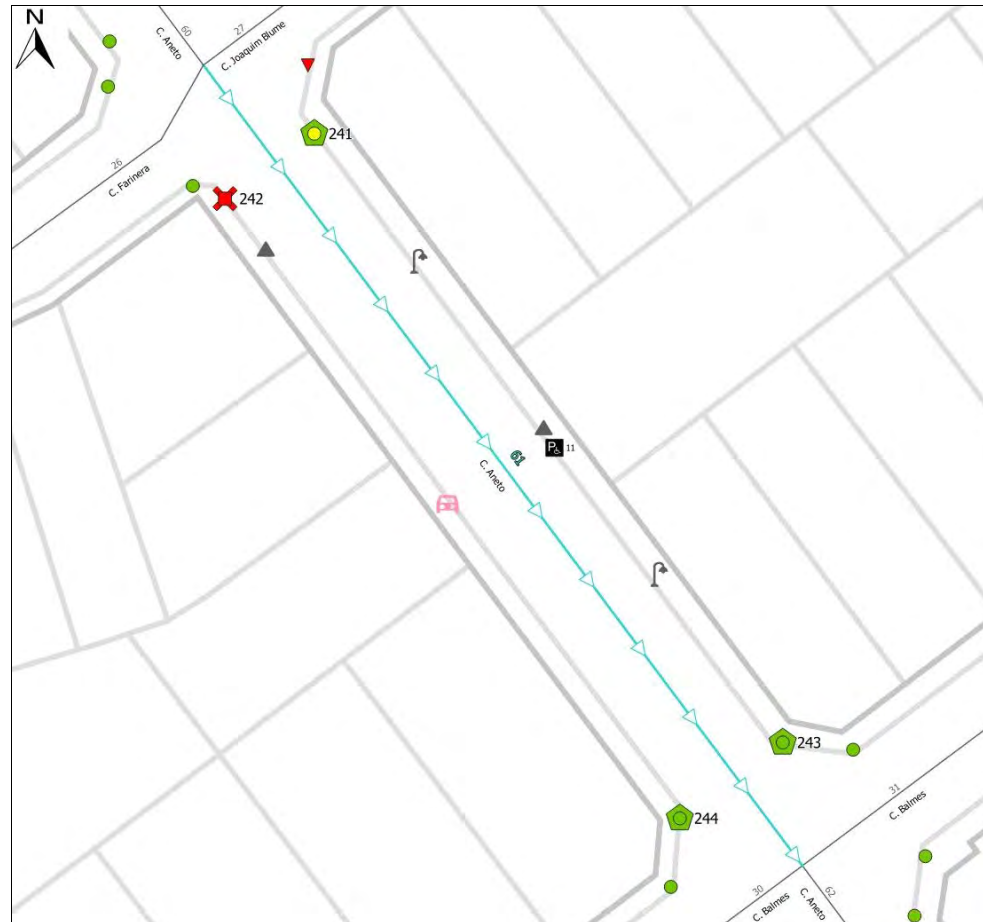 N
60
C. Aneto
27
C. Joaquim Blume
241
26
C. Farinera
242
P
11
61
C. Aneto
243
244
31
C. Balmes
30
C. Balmes
62
C. Aneto